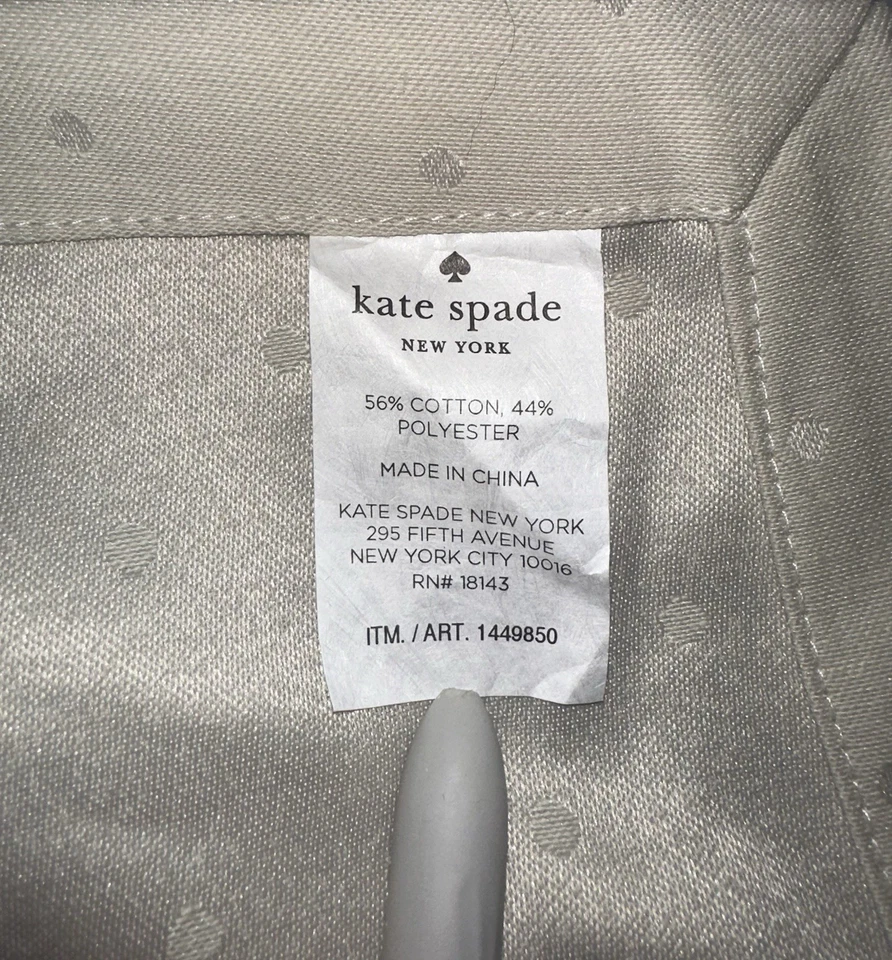 kate spade
NEW YORK
56% COTTON, 44%
POLYESTER
MADE IN CHINA
KATE SPADE NEW YORK
295 FIFTH AVENUE
NEW YORK CITY 10016
RN# 18143
ITM. / ART. 1449850